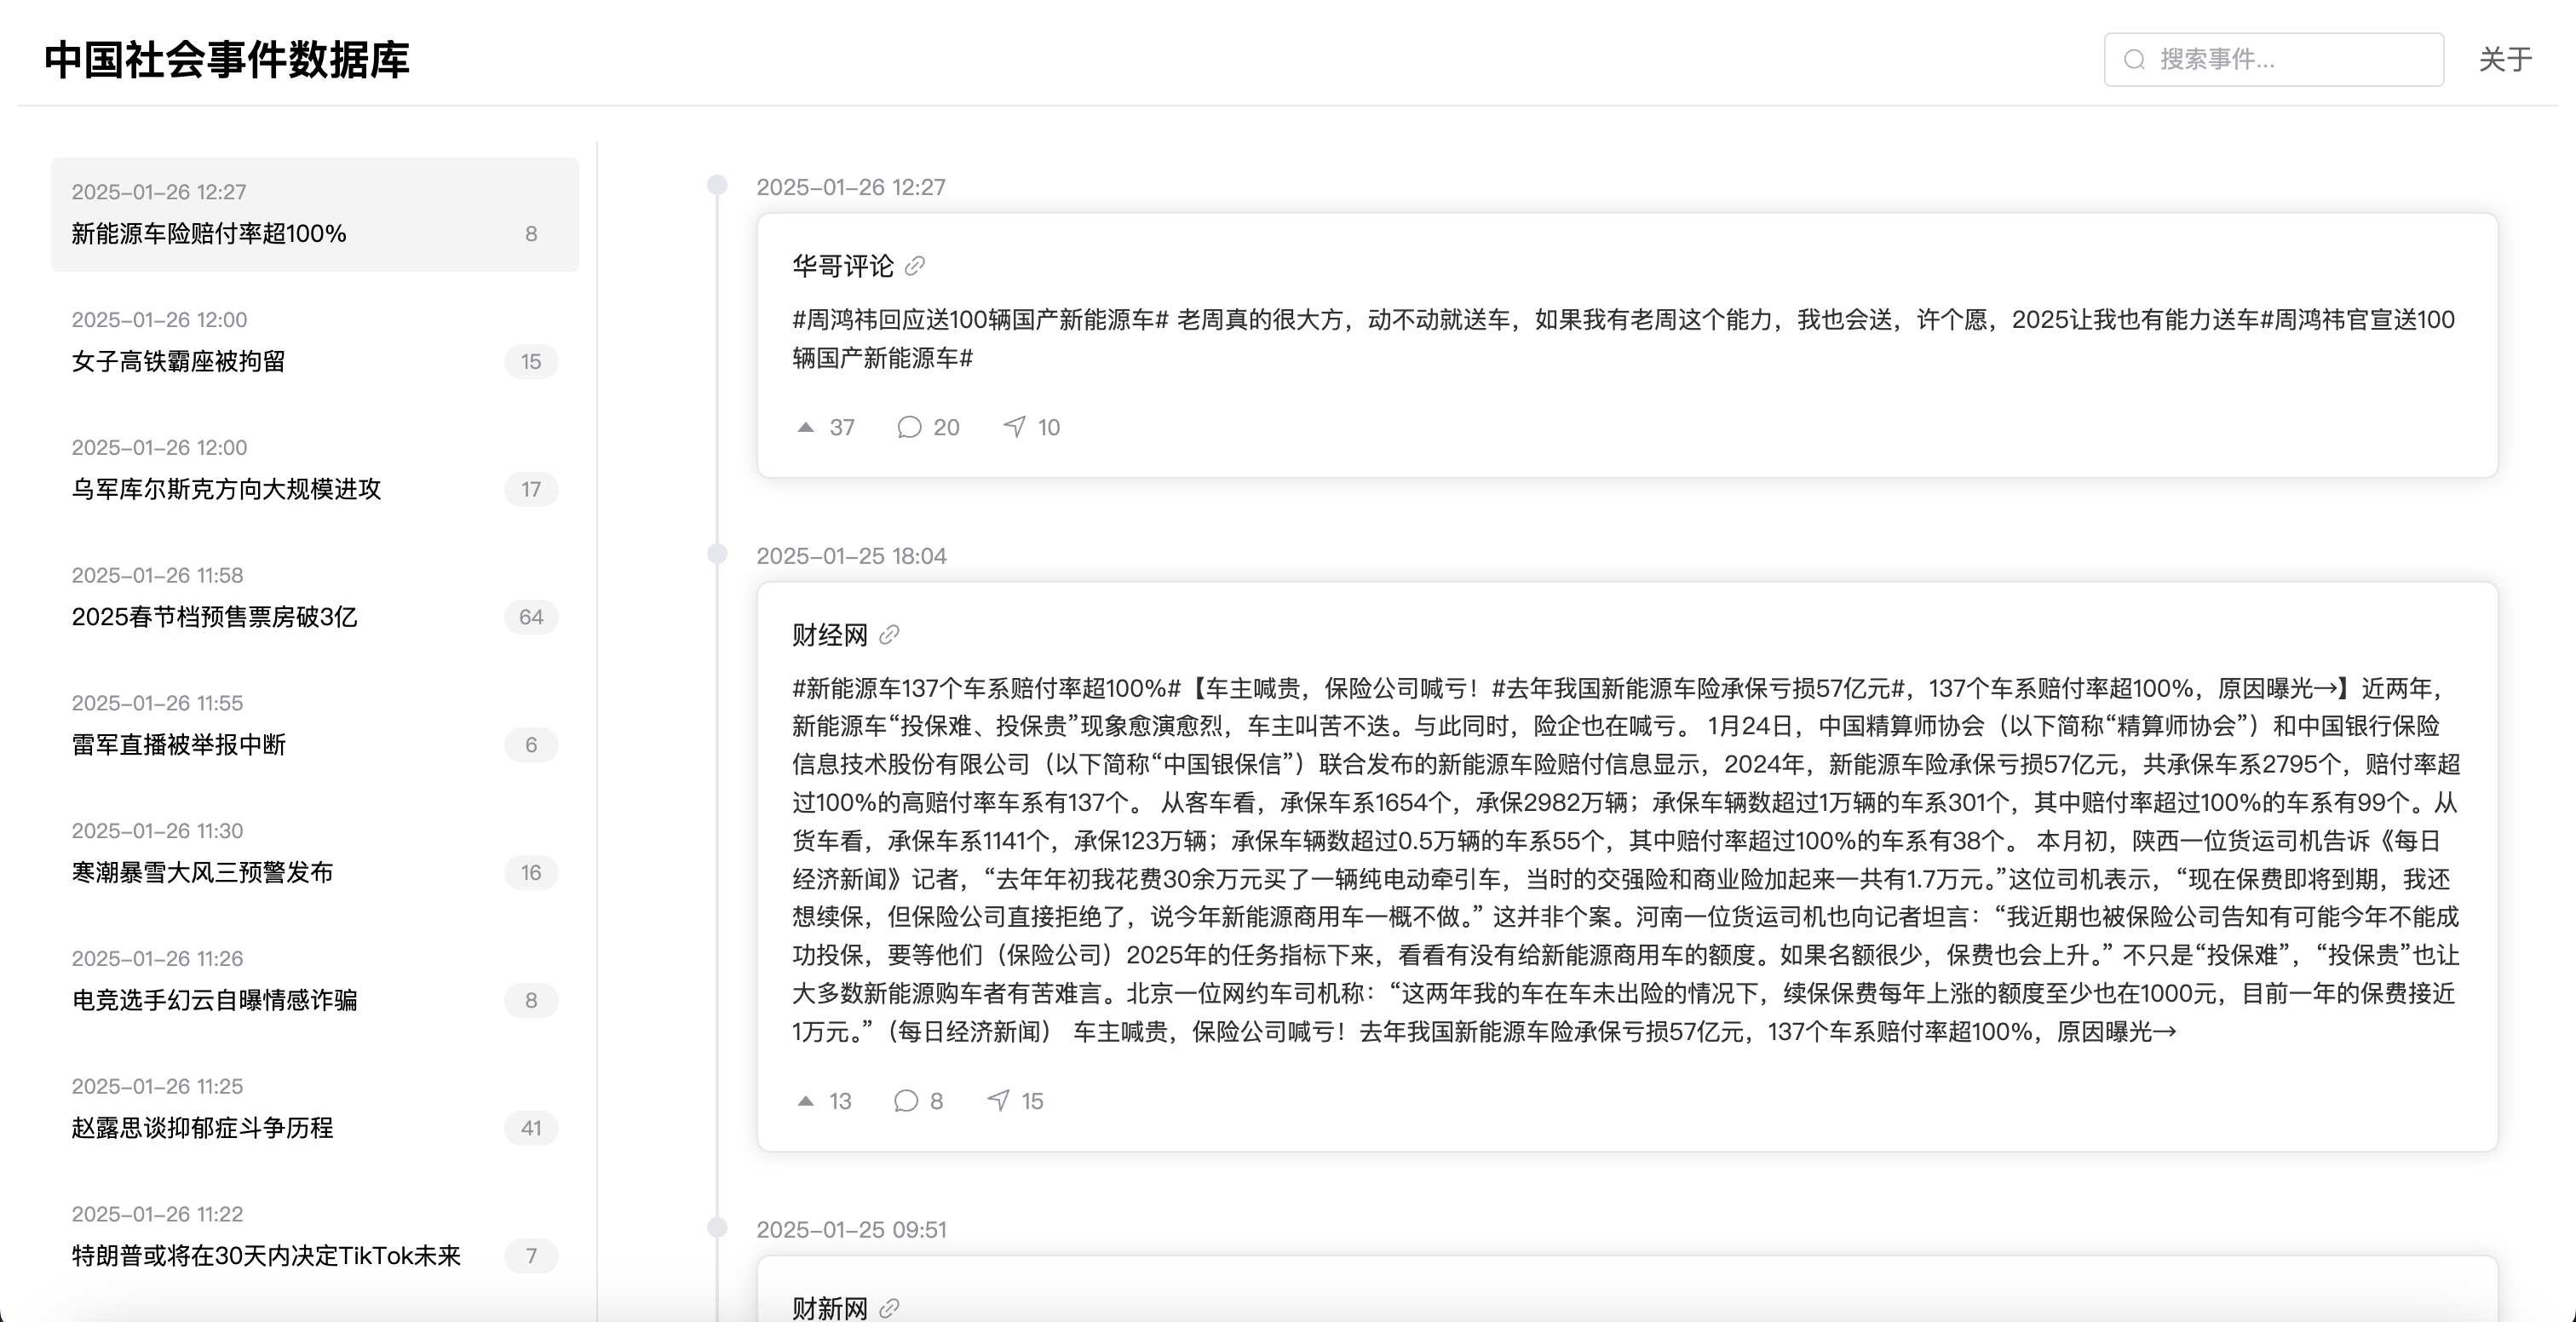 中国社会事件数据库
搜索事件...
关于
2025-01-26 12:27
新能源车险赔付率超100%
8
2025-01-26 12:00
女子高铁霸座被拘留
15
2025-01-26 12:00
乌军库尔斯克方向大规模进攻
17
2025-01-26 11:58
2025春节档预售票房破3亿
64
2025-01-26 11:55
雷军直播被举报中断
6
2025-01-26 11:30
寒潮暴雪大风三预警发布
16
2025-01-26 11:26
电竞选手幻云自曝情感诈骗
8
2025-01-26 11:25
赵露思谈抑郁症斗争历程
41
2025-01-26 11:22
特朗普或将在30天内决定TikTok未来
7
2025-01-26 12:27
华哥评论
#周鸿祎回应送100辆国产新能源车# 老周真的很大方，动不动就送车，如果我有老周这个能力，我也会送，许个愿，2025让我也有能力送车#周鸿祎官宣送100
辆国产新能源车#
37 20 10
2025-01-25 18:04
财经网
#新能源车137个车系赔付率超100%#【车主喊贵，保险公司喊亏！#去年我国新能源车险承保亏损57亿元#，137个车系赔付率超100%，原因曝光→】近两年，
新能源车“投保难、投保贵”现象愈演愈烈，车主叫苦不迭。与此同时，险企也在喊亏。 1月24日，中国精算师协会（以下简称“精算师协会”）和中国银行保险
信息技术股份有限公司（以下简称“中国银保信”）联合发布的新能源车险赔付信息显示，2024年，新能源车险承保亏损57亿元，共承保车系2795个，赔付率超
过100%的高赔付率车系有137个。 从客车看，承保车系1654个，承保2982万辆；承保车辆数超过1万辆的车系301个，其中赔付率超过100%的车系有99个。从
货车看，承保车系1141个，承保123万辆；承保车辆数超过0.5万辆的车系55个，其中赔付率超过100%的车系有38个。 本月初，陕西一位货运司机告诉《每日
经济新闻》记者，“去年年初我花费30余万元买了一辆纯电动牵引车，当时的交强险和商业险加起来一共有1.7万元。”这位司机表示，“现在保费即将到期，我还
想续保，但保险公司直接拒绝了，说今年新能源商用车一概不做。” 这并非个案。河南一位货运司机也向记者坦言：“我近期也被保险公司告知有可能今年不能成
功投保，要等他们（保险公司）2025年的任务指标下来，看看有没有给新能源商用车的额度。如果名额很少，保费也会上升。” 不只是“投保难”，“投保贵”也让
大多数新能源购车者有苦难言。北京一位网约车司机称：“这两年我的车在车未出险的情况下，续保保费每年上涨的额度至少也在1000元，目前一年的保费接近
1万元。”（每日经济新闻） 车主喊贵，保险公司喊亏！去年我国新能源车险承保亏损57亿元，137个车系赔付率超100%，原因曝光→
13 8 15
2025-01-25 09:51
财新网